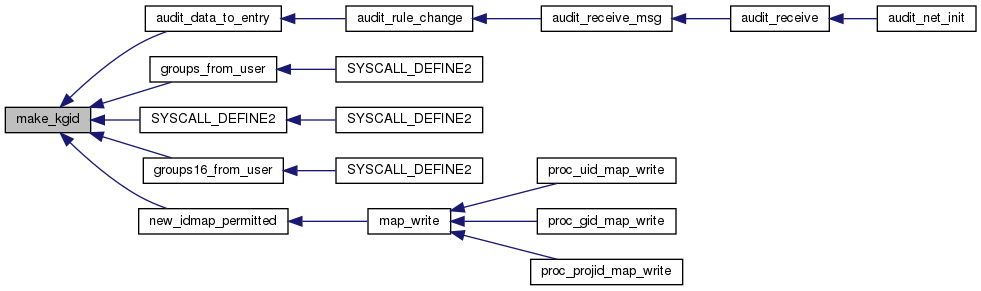 audit_data_to_entry
audit_rule_change
audit_receive_msg
audit_receive
audit_net_init
groups_from_user
SYSCALL_DEFINE2
make_kgid
SYSCALL_DEFINE2
SYSCALL_DEFINE2
groups16_from_user
SYSCALL_DEFINE2
proc_uid_map_write
new_idmap_permitted
map_write
proc_gid_map_write
proc_projid_map_write